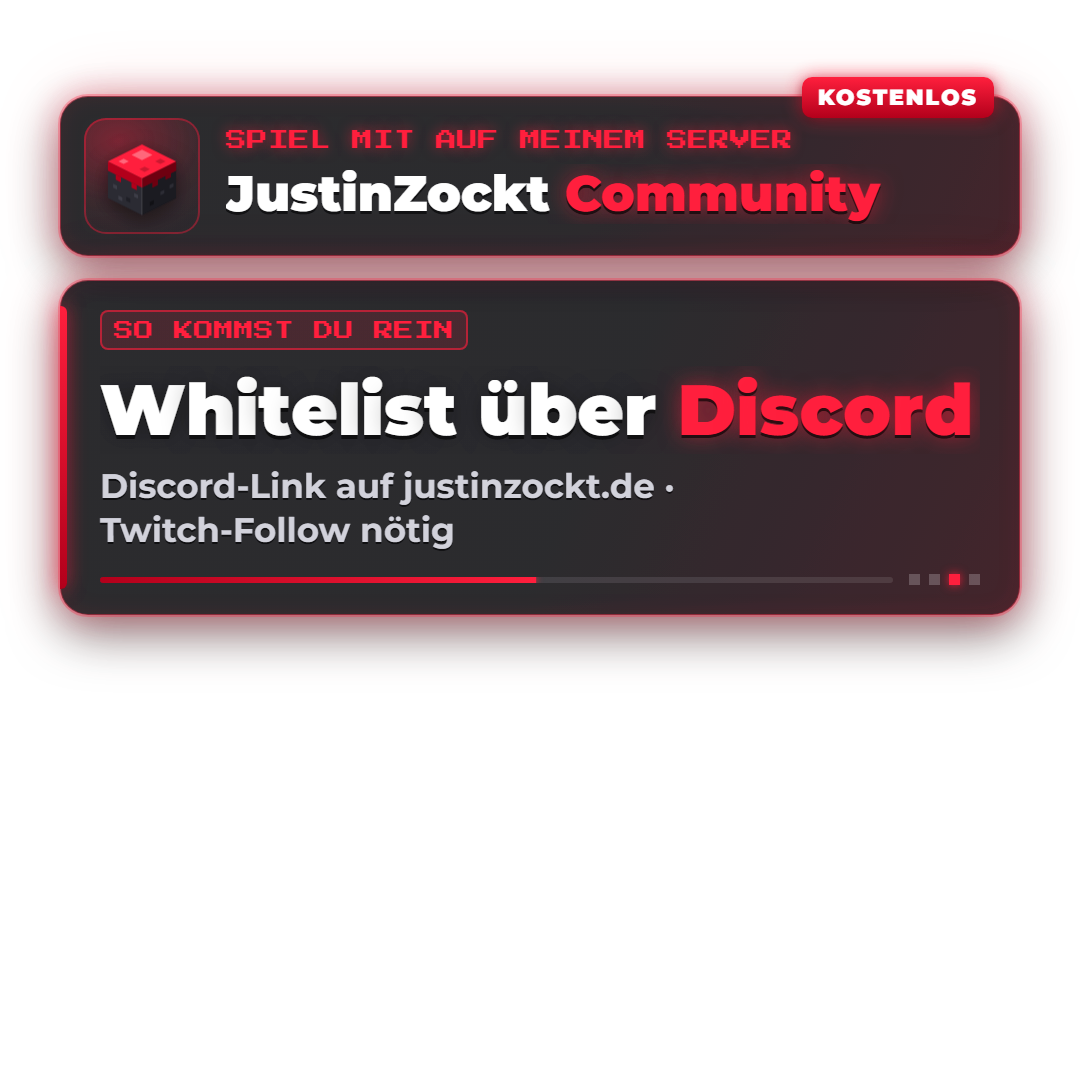 KOSTENLOS
SPIEL MIT AUF MEINEM SERVER
JustinZockt Community
SO KOMMST DU REIN
Whitelist über Discord
Discord-Link auf justinzockt.de ·
Twitch-Follow nötig